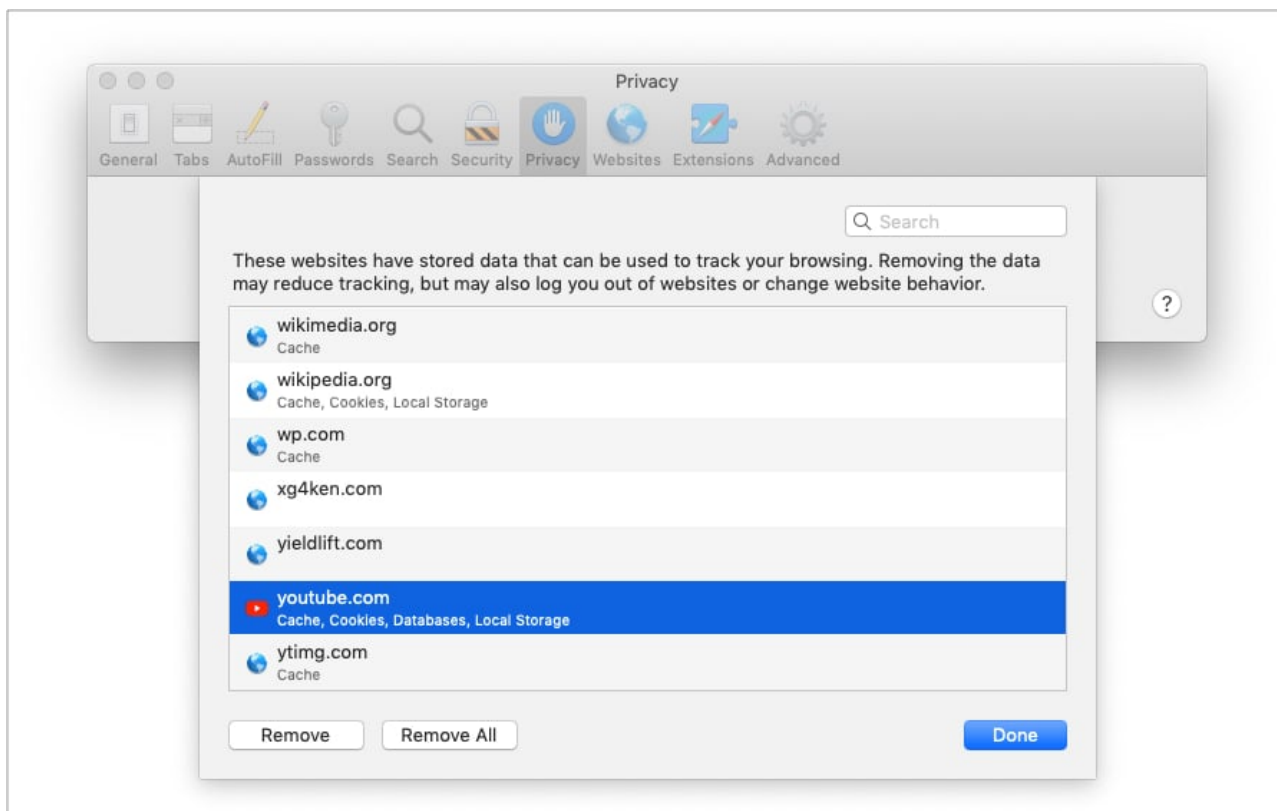 Privacy
General Tabs AutoFill Passwords Search Security Privacy Websites Extensions Advanced
Search
These websites have stored data that can be used to track your browsing. Removing the data
may reduce tracking, but may also log you out of websites or change website behavior.
?
wikimedia.org
Cache
wikipedia.org
Cache, Cookies, Local Storage
wp.com
Cache
xg4ken.com
yieldlift.com
youtube.com
Cache, Cookies, Databases, Local Storage
ytimg.com
Cache
Remove Remove All Done